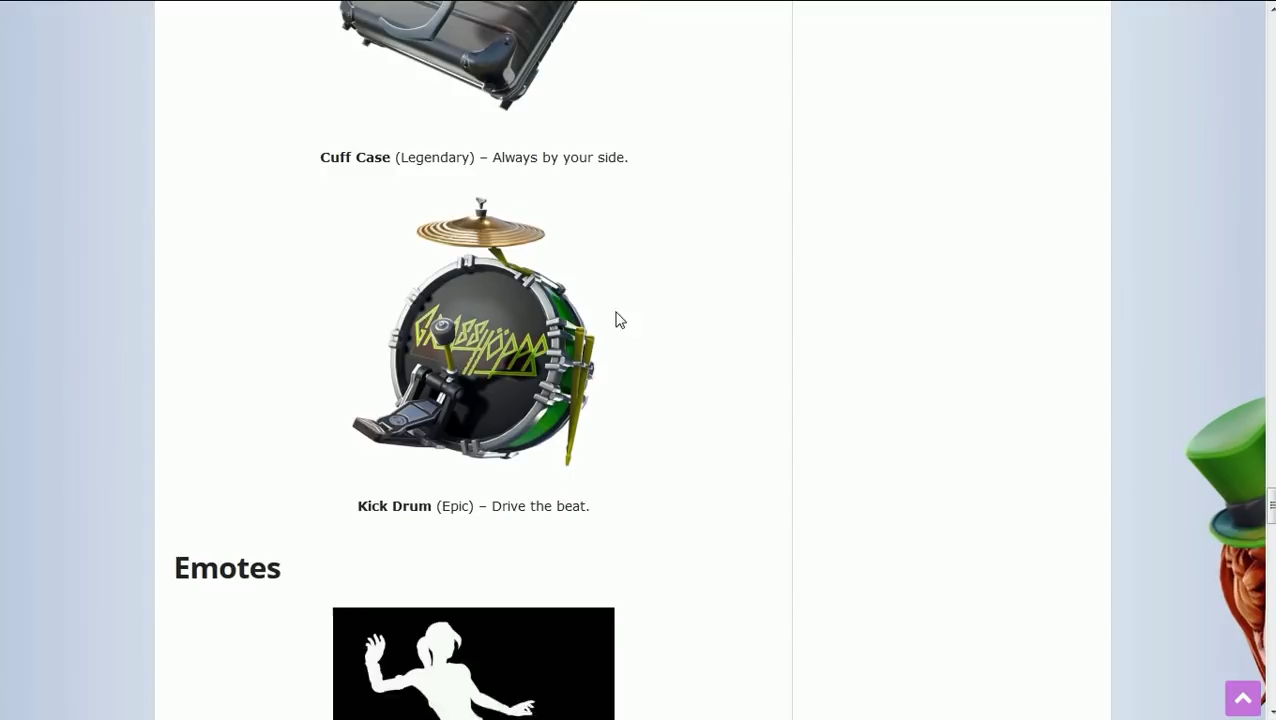 Cuff Case (Legendary) – Always by your side.
Kick Drum (Epic) – Drive the beat.
Emotes